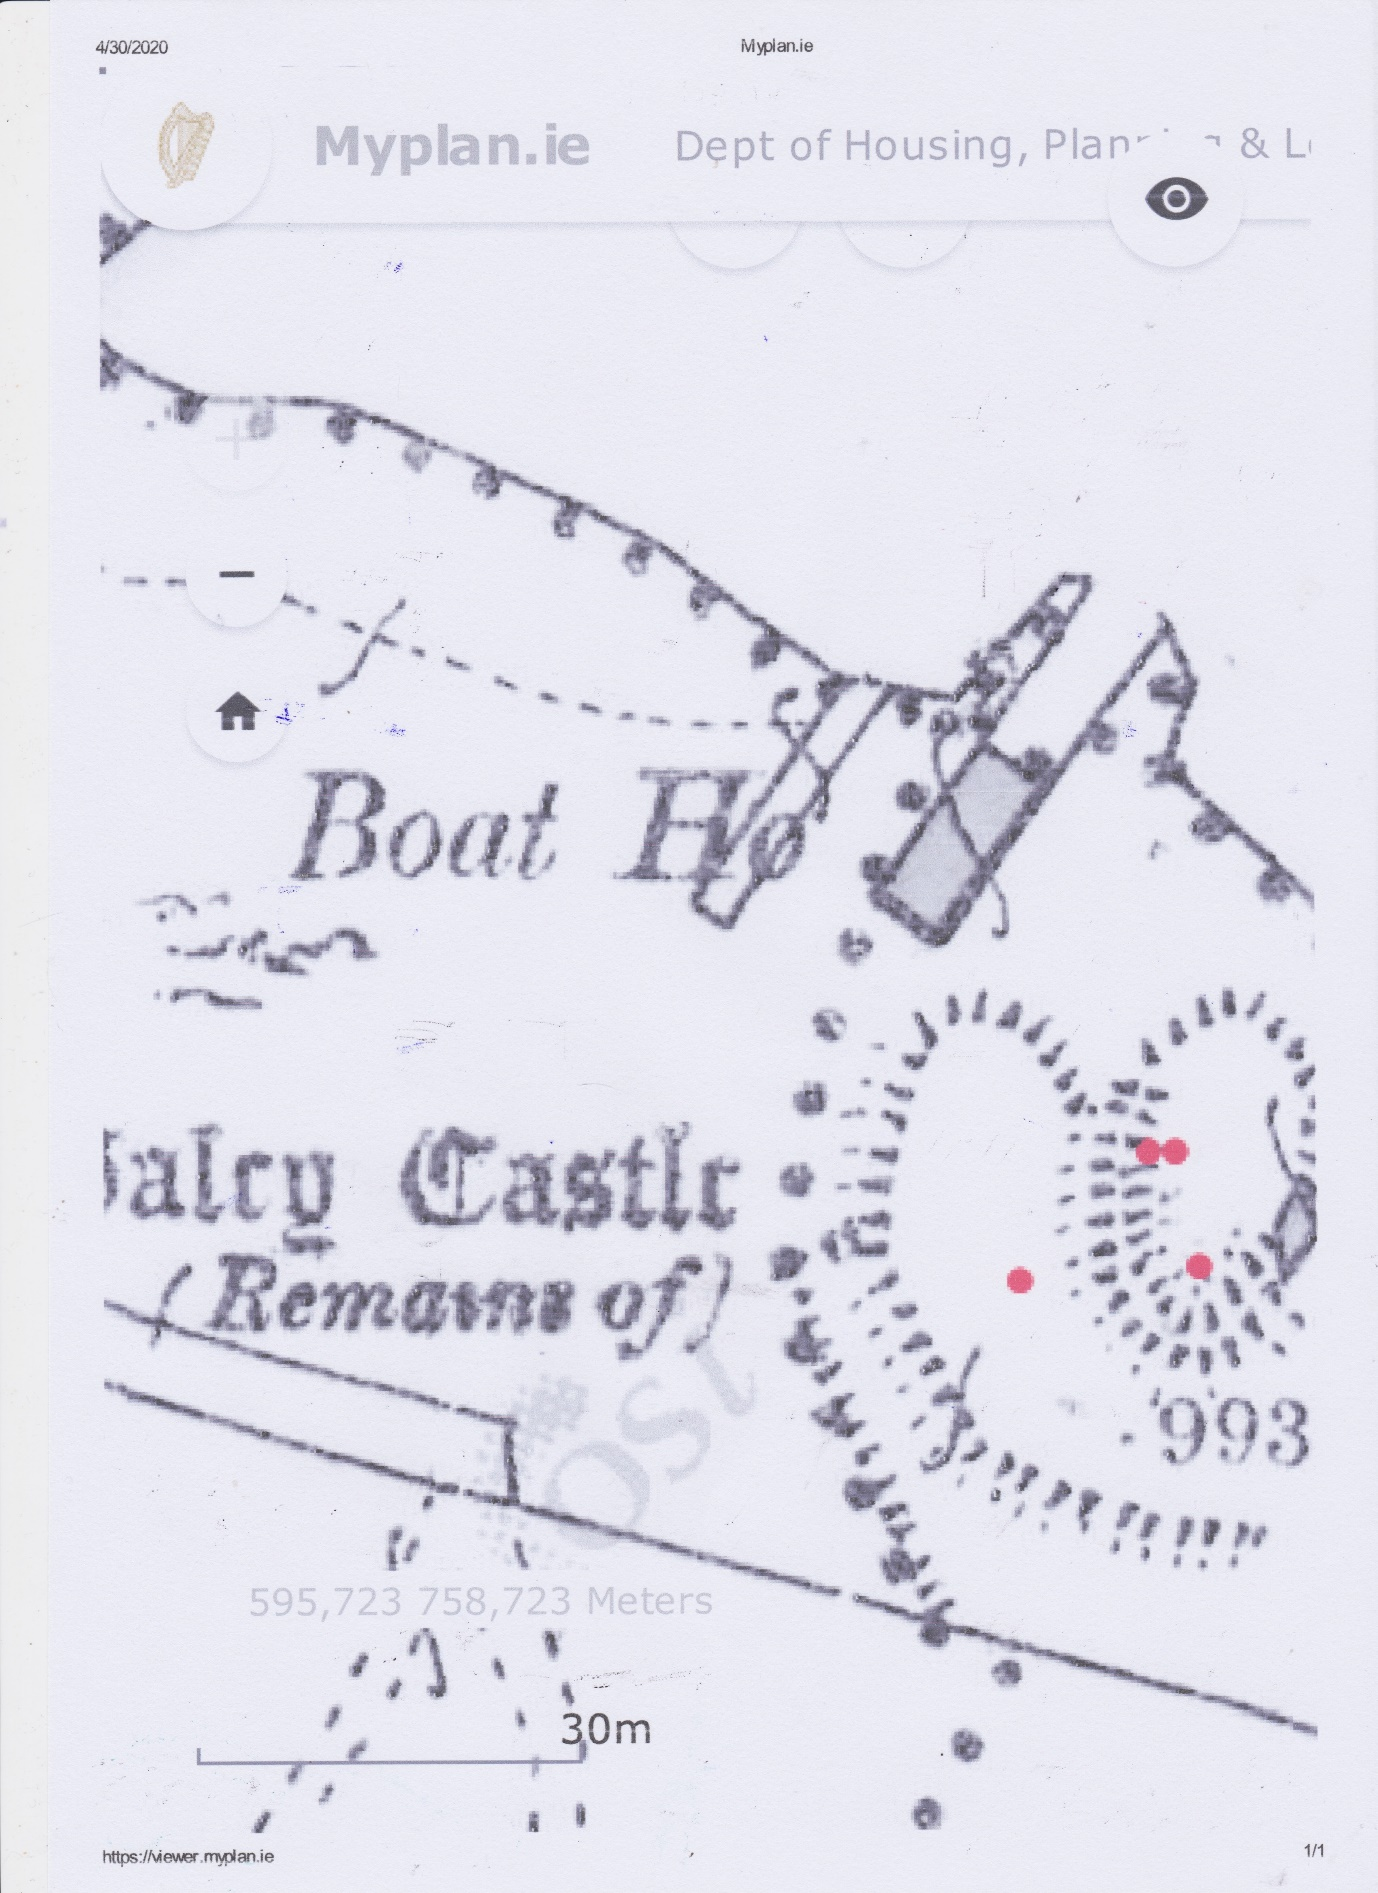 4/30/2020 Myplan.ie
Myplan.ie Dept of Housing, Plan & L
Boat Ho
alcy Castle
(Remains of)
OSi
993
595,723 758,723 Meters
30m
https://viewer.myplan.ie 1/1